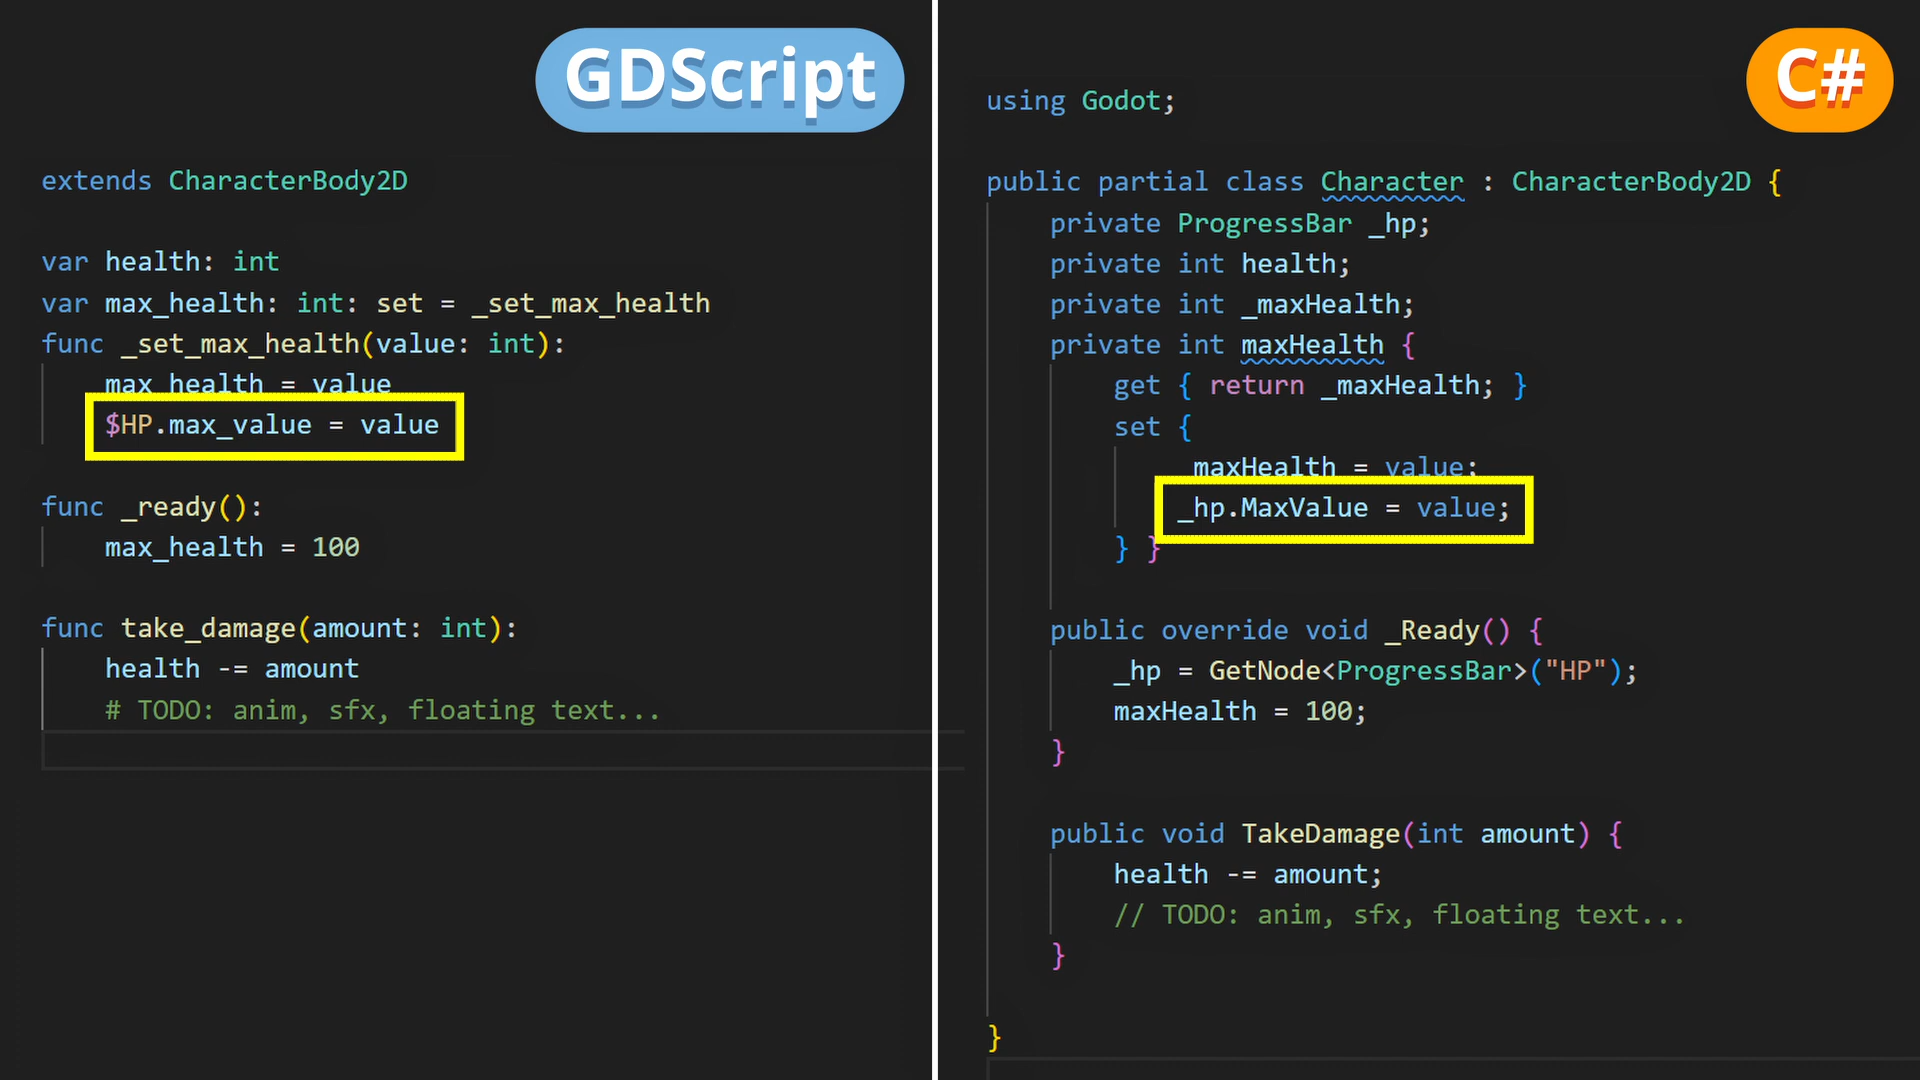 GDScript
extends CharacterBody2D
var health: int
var max_health: int: set = _set_max_health
func _set_max_health(value: int):
max_health = value
$HP.max_value = value
func _ready():
max_health = 100
func take_damage(amount: int):
health -= amount
# TODO: anim, sfx, floating text...
C#
using Godot;
public partial class Character : CharacterBody2D {
private ProgressBar _hp;
private int health;
private int _maxHealth;
private int maxHealth {
get { return _maxHealth; }
set {
_maxHealth = value;
_hp.MaxValue = value;
} }
public override void _Ready() {
_hp = GetNode<ProgressBar>("HP");
maxHealth = 100;
}
public void TakeDamage(int amount) {
health -= amount;
// TODO: anim, sfx, floating text...
}
}